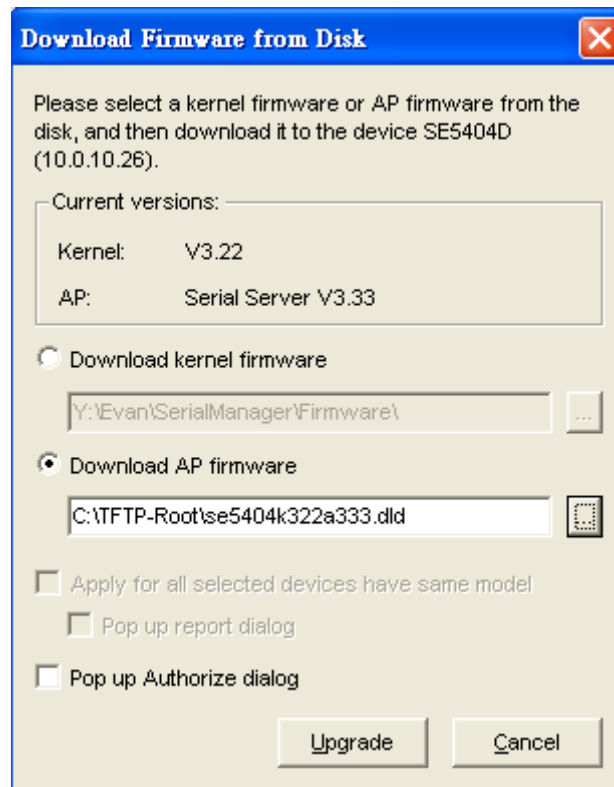 Download Firmware from Disk
Please select a kernel firmware or AP firmware from the
disk, and then download it to the device SE5404D
(10.0.10.26).
Current versions:
Kernel: V3.22
AP: Serial Server V3.33
Download kernel firmware
Y:\Evan\SerialManager\Firmware\
...
Download AP firmware
C:\TFTP-Root\se5404k322a333.dld
...
Apply for all selected devices have same model
Pop up report dialog
Pop up Authorize dialog
Upgrade Cancel